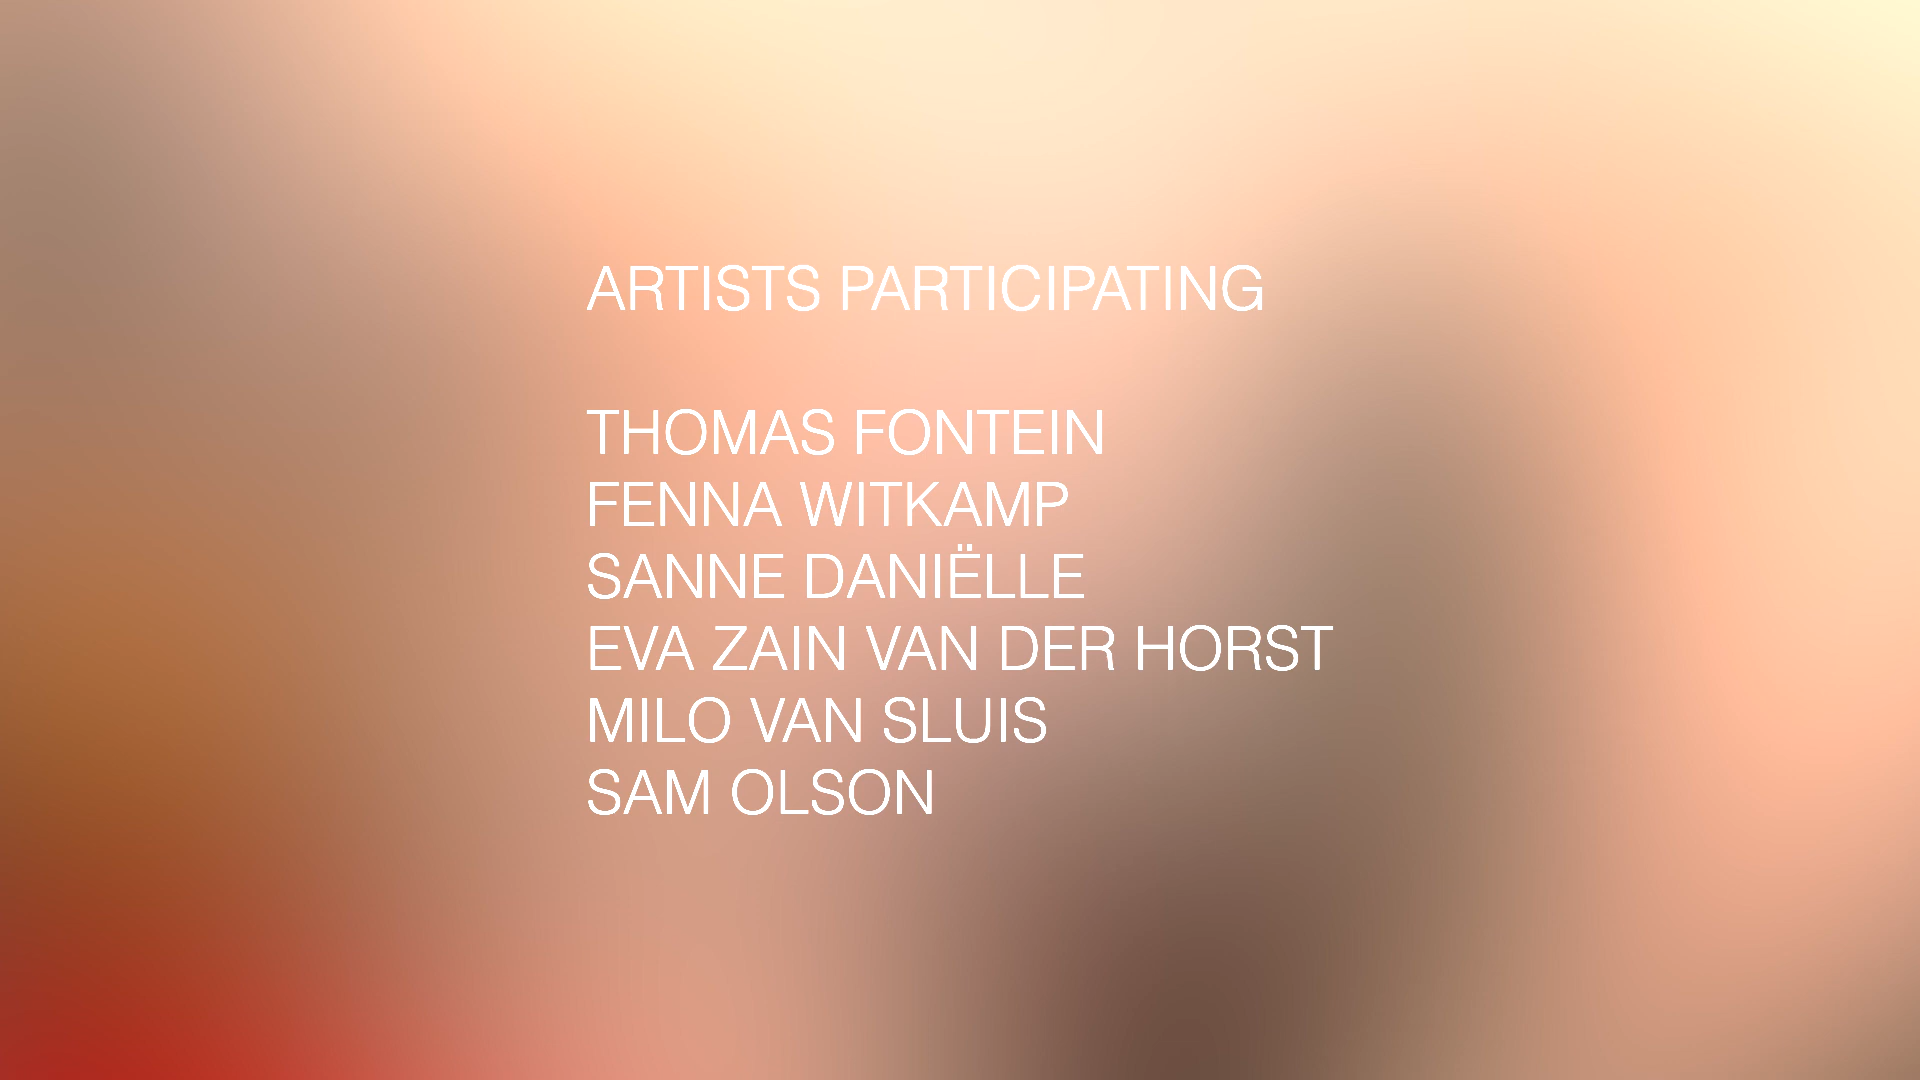 ARTISTS PARTICIPATING
THOMAS FONTEIN
FENNA WITKAMP
SANNE DANIËLLE
EVA ZAIN VAN DER HORST
MILO VAN SLUIS
SAM OLSON